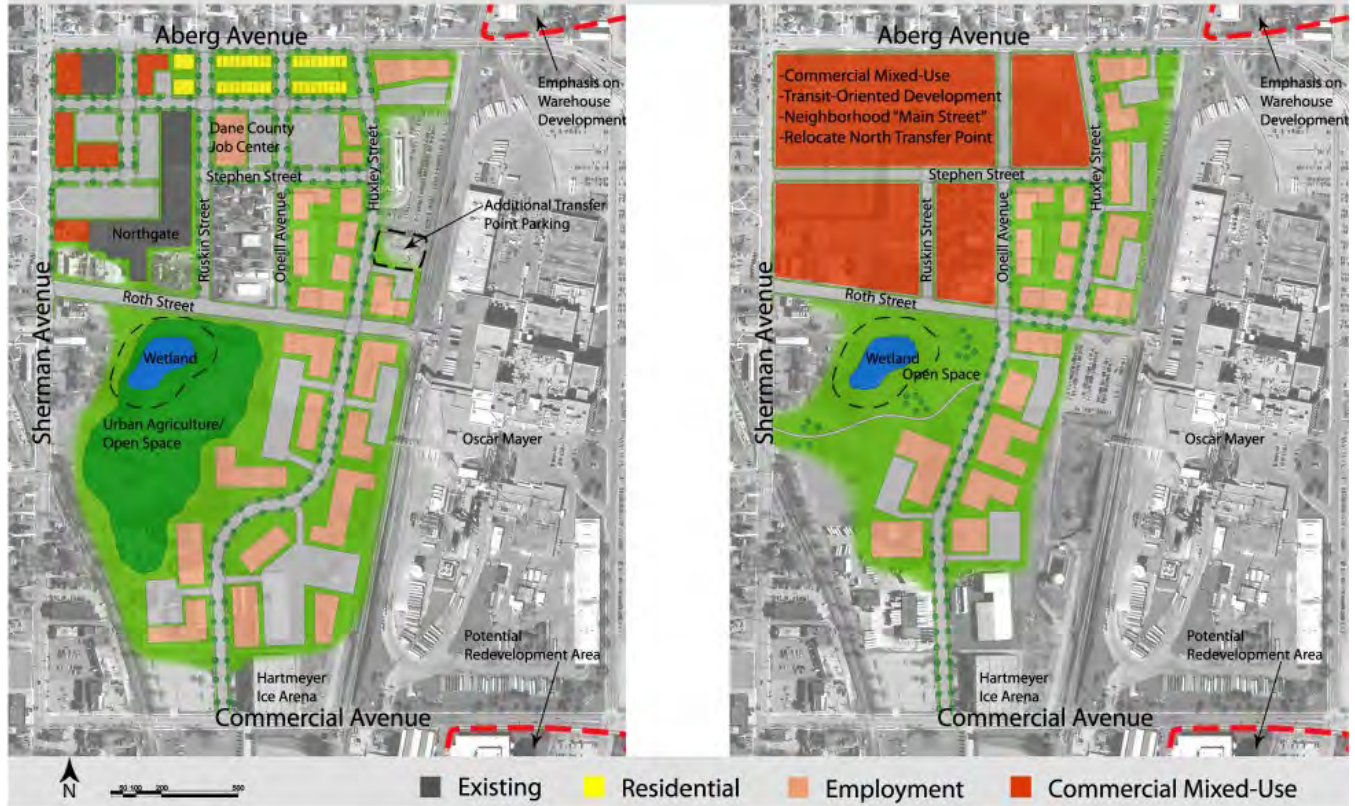 Aberg Avenue
Emphasis on
Warehouse
Development
Dane County
Job Center
Stephen Street
Huxley Street
Additional Transfer
Point Parking
Northgate
Ruskin Street
Oneill Avenue
Roth Street
Sherman Avenue
Wetland
Urban Agriculture/
Open Space
Oscar Mayer
Potential
Redevelopment Area
Hartmeyer
Ice Arena
Commercial Avenue
Aberg Avenue
-Commercial Mixed-Use
-Transit-Oriented Development
-Neighborhood "Main Street"
-Relocate North Transfer Point
Emphasis on
Warehouse
Development
Stephen Street
Huxley Street
Ruskin Street
Oneill Avenue
Roth Street
Sherman Avenue
Wetland
Open Space
Oscar Mayer
Potential
Redevelopment Area
Hartmeyer
Ice Arena
Commercial Avenue
N
50 100 200 500
Existing
Residential
Employment
Commercial Mixed-Use